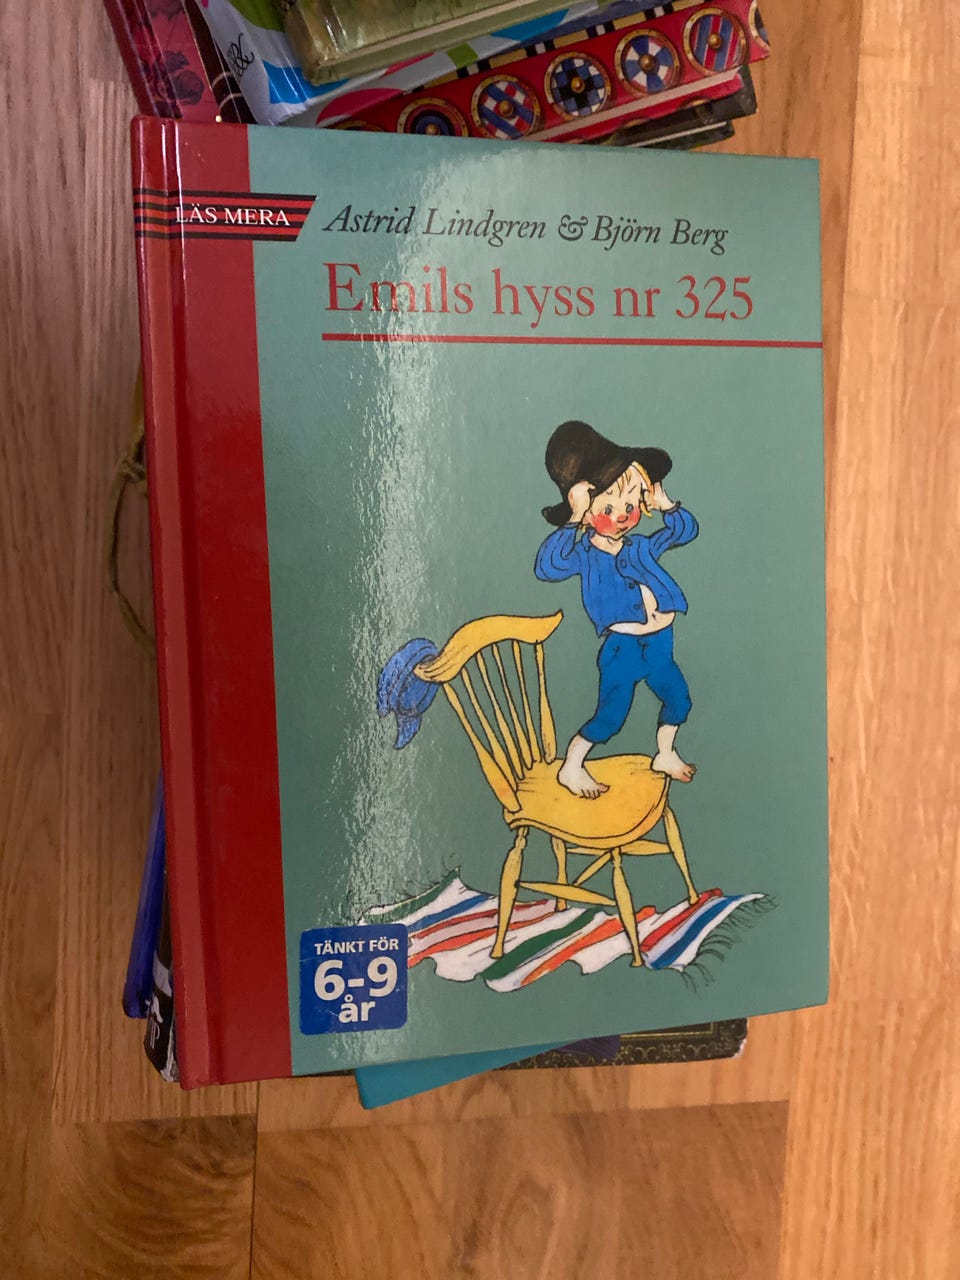 LÄS MERA
Astrid Lindgren & Björn Berg
Emils hyss nr 325
TÄNKT FÖR
6-9
år